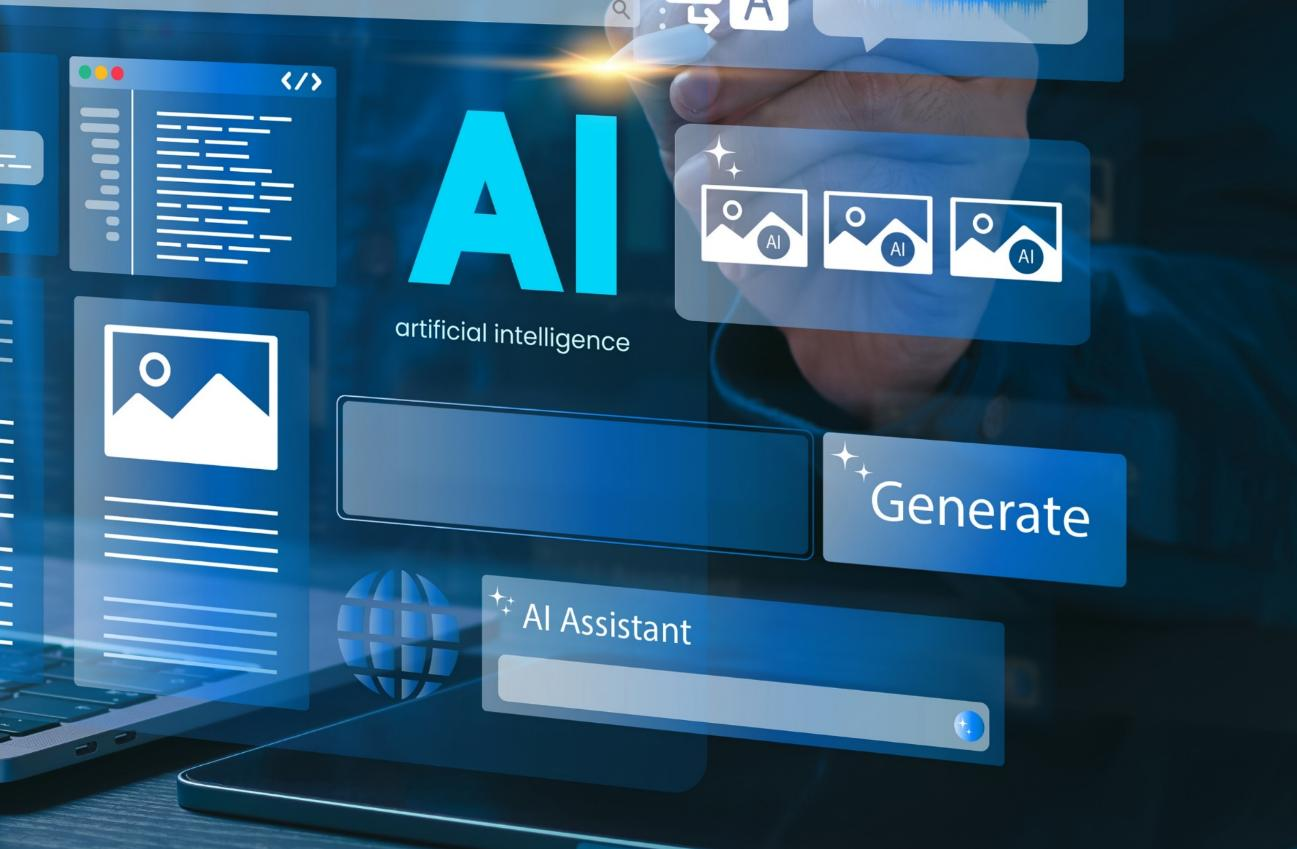 A
</>
AI
artificial intelligence
AI
AI
AI
Generate
AI Assistant